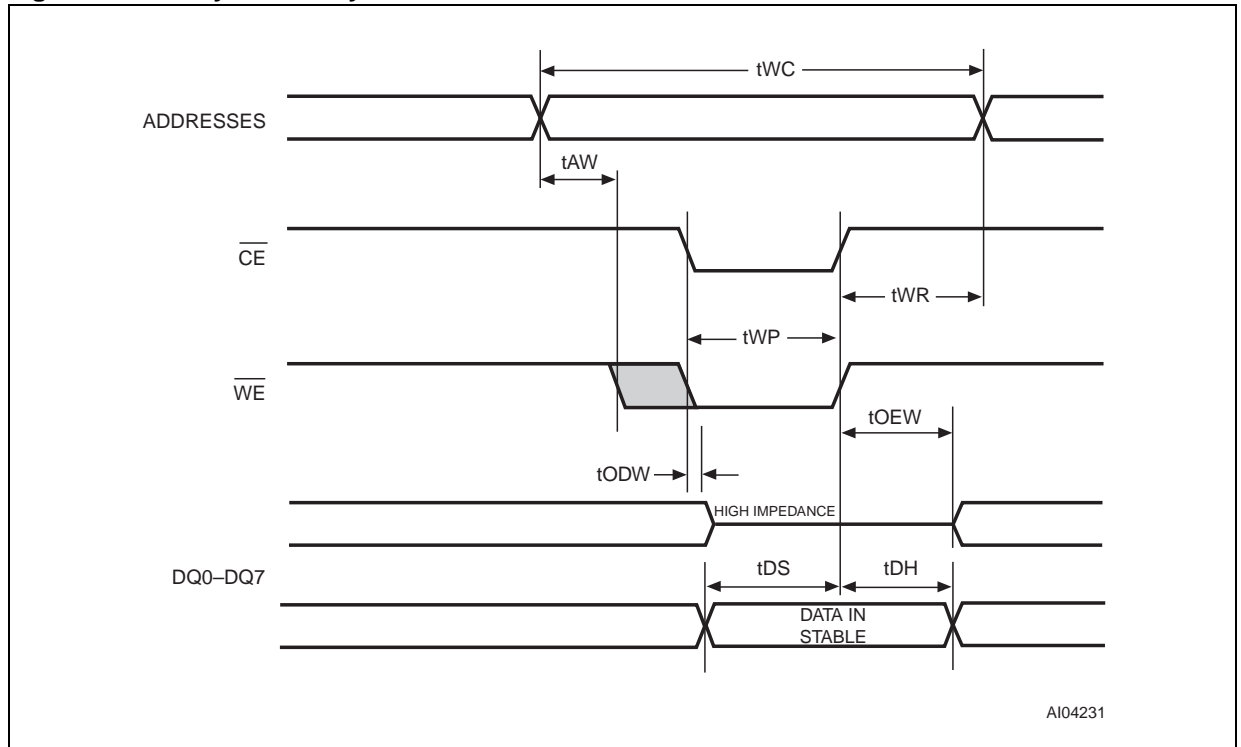 tWC
ADDRESSES
tAW
CE
tWR
tWP
WE
tOEW
tODW
HIGH IMPEDANCE
DQ0–DQ7
tDS
tDH
DATA IN
STABLE
AI04231